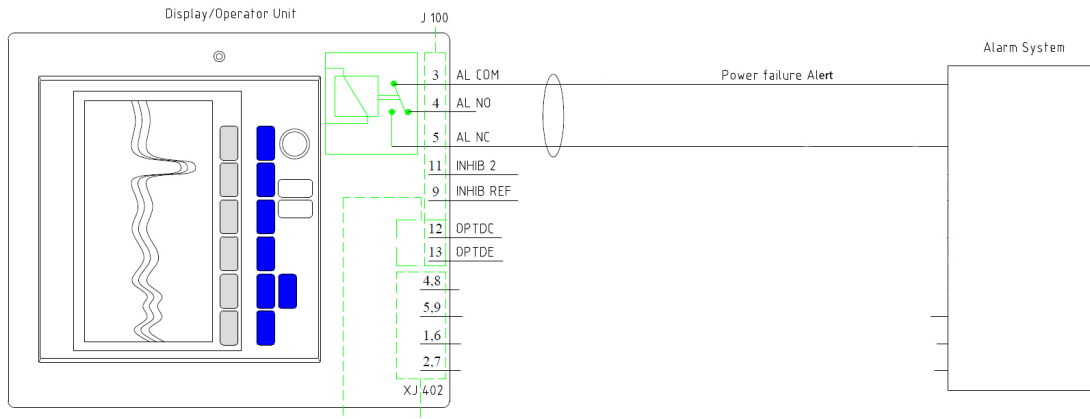 Display/Operator Unit
J 100
Alarm System
3 AL COM
Power failure Alert
4 AL NO
5 AL NC
11 INHIB 2
9 INHIB REF
12 OPTDC
13 OPTDE
4,8
5,9
1,6
2,7
XJ 402